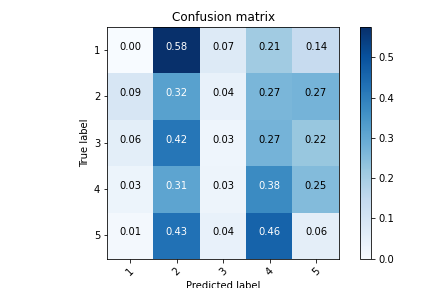 Confusion matrix
1 0.00 0.58 0.07 0.21 0.14
2 0.09 0.32 0.04 0.27 0.27
3 0.06 0.42 0.03 0.27 0.22
4 0.03 0.31 0.03 0.38 0.25
5 0.01 0.43 0.04 0.46 0.06
1 2 3 4 5
True label
Predicted label
0.5
0.4
0.3
0.2
0.1
0.0